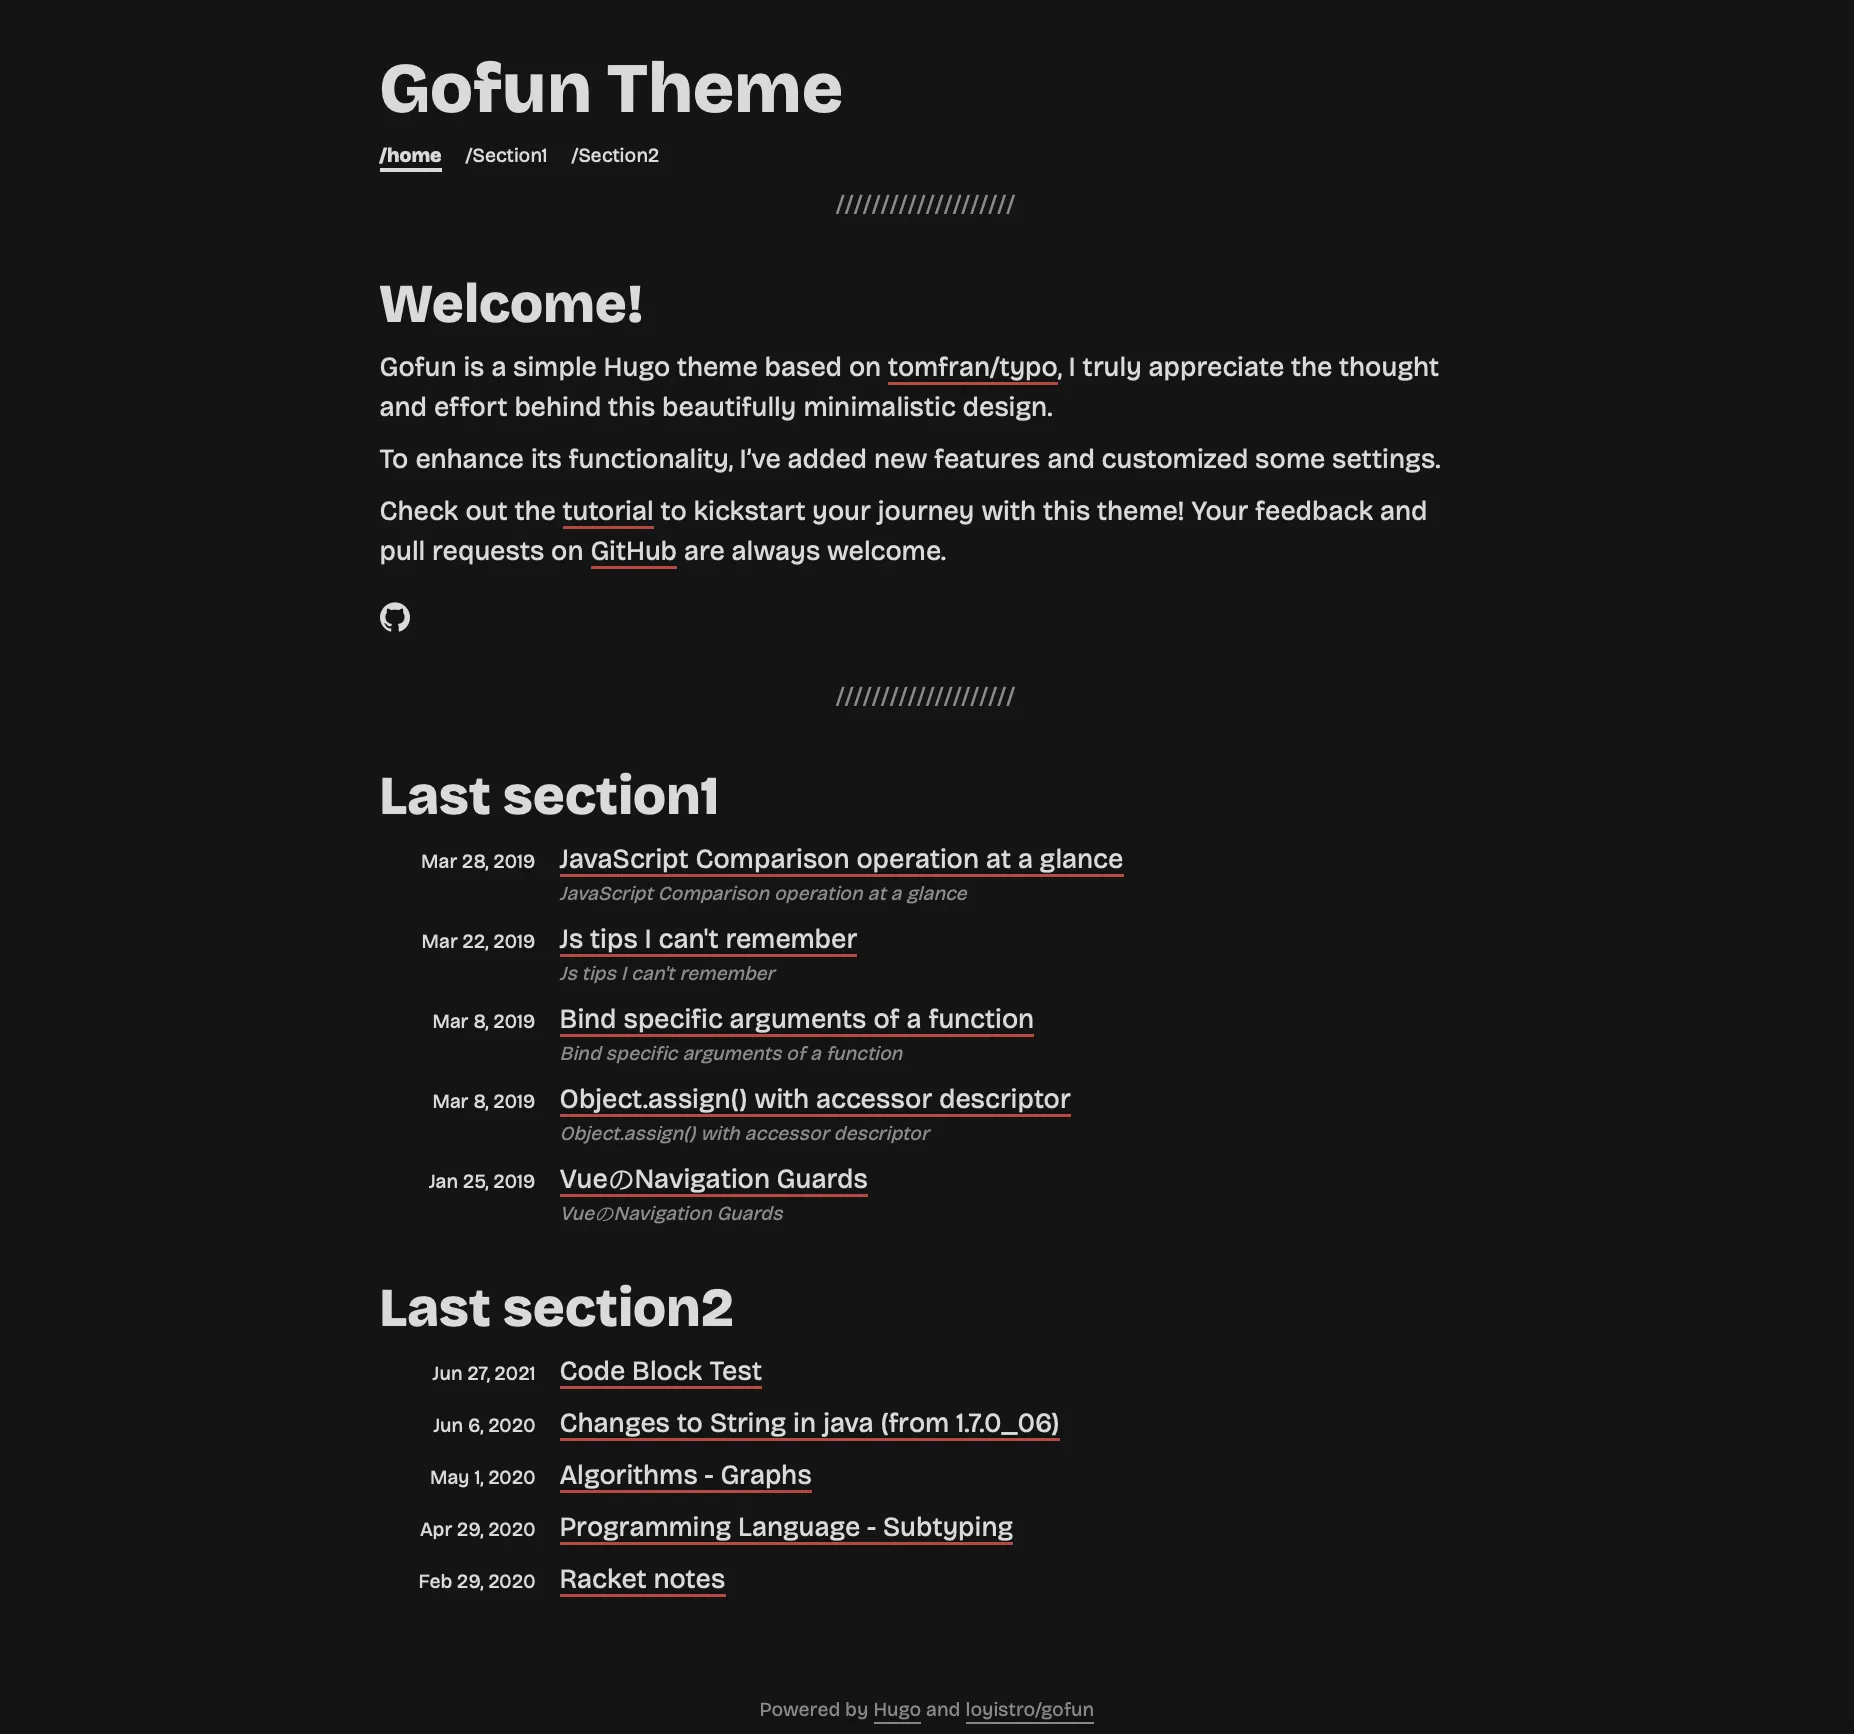 Gofun Theme
/home /Section1 /Section2
////////////////////
Welcome!
Gofun is a simple Hugo theme based on tomfran/typo, I truly appreciate the thought
and effort behind this beautifully minimalistic design.
To enhance its functionality, I’ve added new features and customized some settings.
Check out the tutorial to kickstart your journey with this theme! Your feedback and
pull requests on GitHub are always welcome.
////////////////////
Last section1
Mar 28, 2019 JavaScript Comparison operation at a glance
JavaScript Comparison operation at a glance
Mar 22, 2019 Js tips I can't remember
Js tips I can't remember
Mar 8, 2019 Bind specific arguments of a function
Bind specific arguments of a function
Mar 8, 2019 Object.assign() with accessor descriptor
Object.assign() with accessor descriptor
Jan 25, 2019 VueのNavigation Guards
VueのNavigation Guards
Last section2
Jun 27, 2021 Code Block Test
Jun 6, 2020 Changes to String in java (from 1.7.0_06)
May 1, 2020 Algorithms - Graphs
Apr 29, 2020 Programming Language - Subtyping
Feb 29, 2020 Racket notes
Powered by Hugo and loyistro/gofun